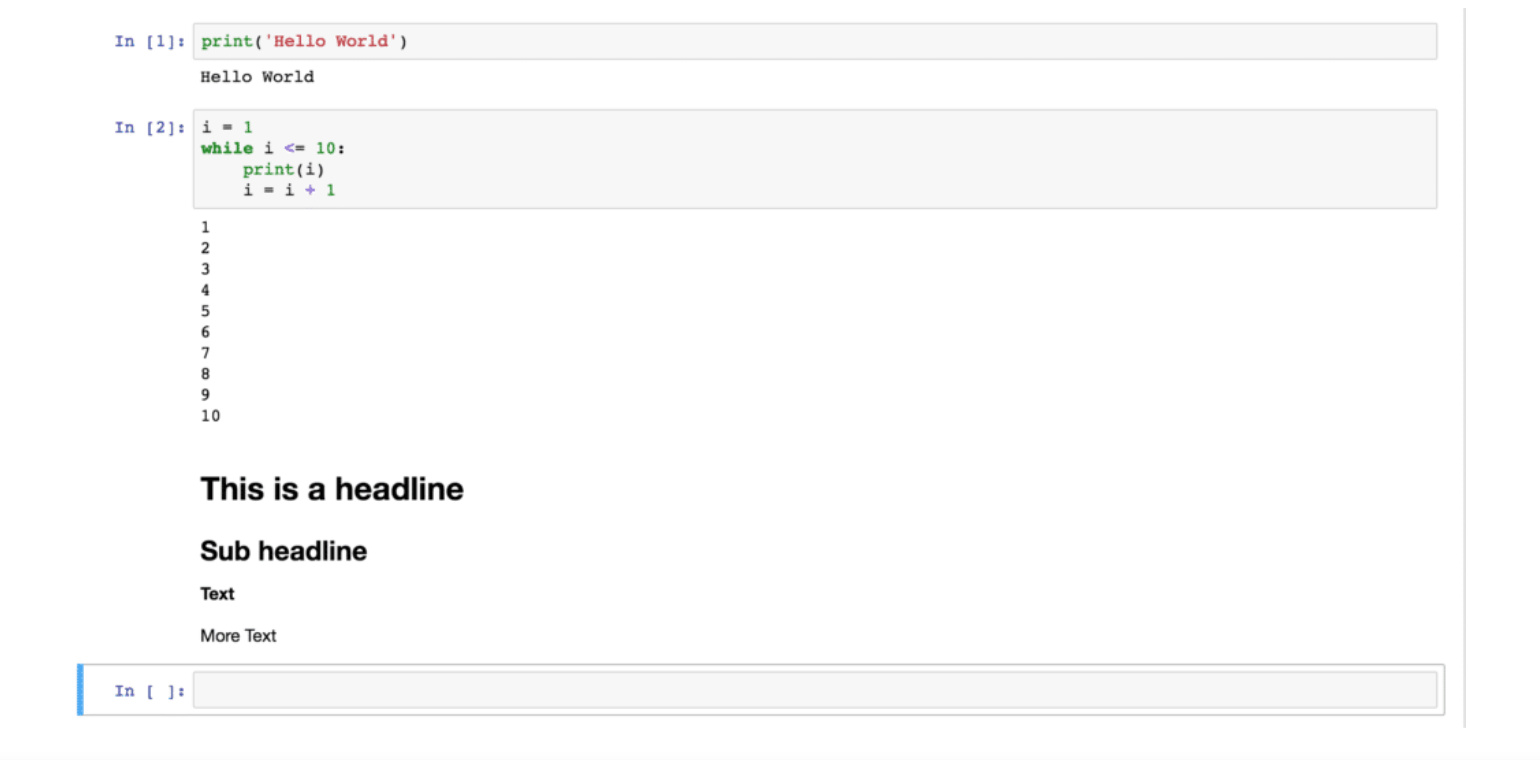 In [1]: print('Hello World')
Hello World
In [2]: i = 1
while i <= 10:
    print(i)
    i = i + 1
1
2
3
4
5
6
7
8
9
10
This is a headline
Sub headline
Text
More Text
In [ ]: